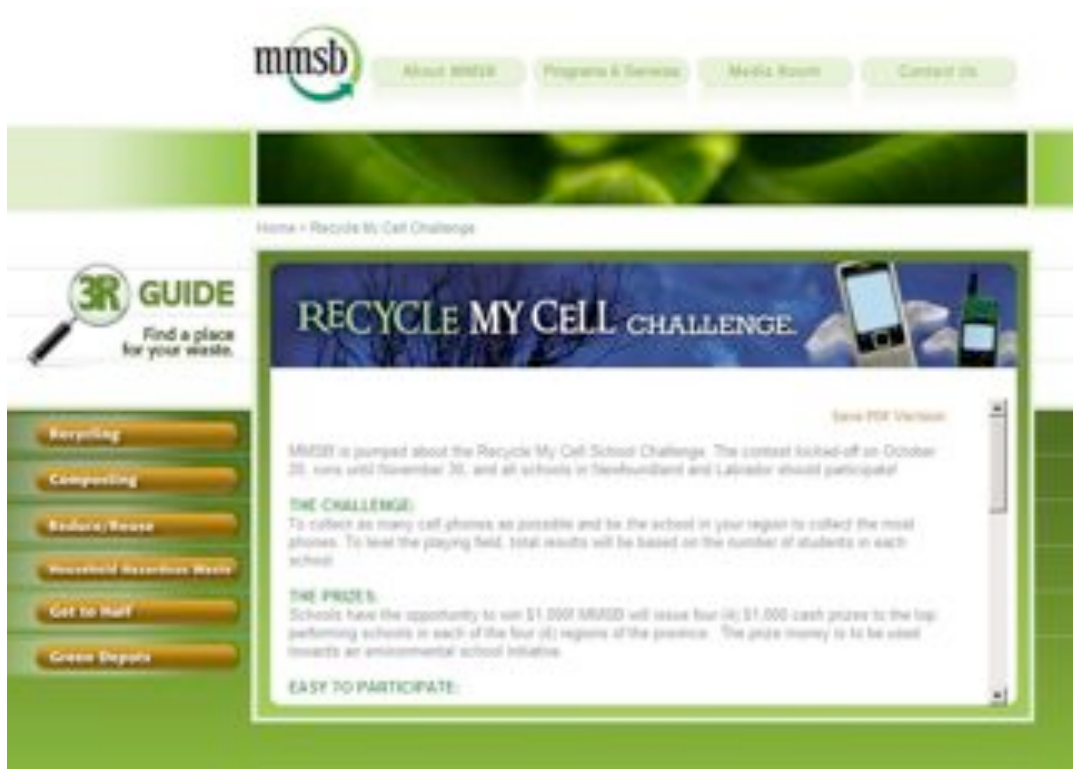 mmsb
About MMSB
Programs & Services
Media Room
Contact Us
Home > Recycle My Cell Challenge
3R GUIDE
Find a place
for your waste.
RECYCLE MY CELL CHALLENGE.
Save PDF Version
Recycling
Composting
Reduce/Reuse
Household Hazardous Waste
Get to Half
Green Depots
MMSB is pumped about the Recycle My Cell School Challenge. The contest kicked-off on October
20, runs until November 30, and all schools in Newfoundland and Labrador should participate!
THE CHALLENGE:
To collect as many cell phones as possible and be the school in your region to collect the most
phones. To level the playing field, total results will be based on the number of students in each
school.
THE PRIZES:
Schools have the opportunity to win $1,000! MMSB will issue four (4) $1,000 cash prizes to the top
performing schools in each of the four (4) regions of the province. The prize money is to be used
towards an environmental school initiative.
EASY TO PARTICIPATE: